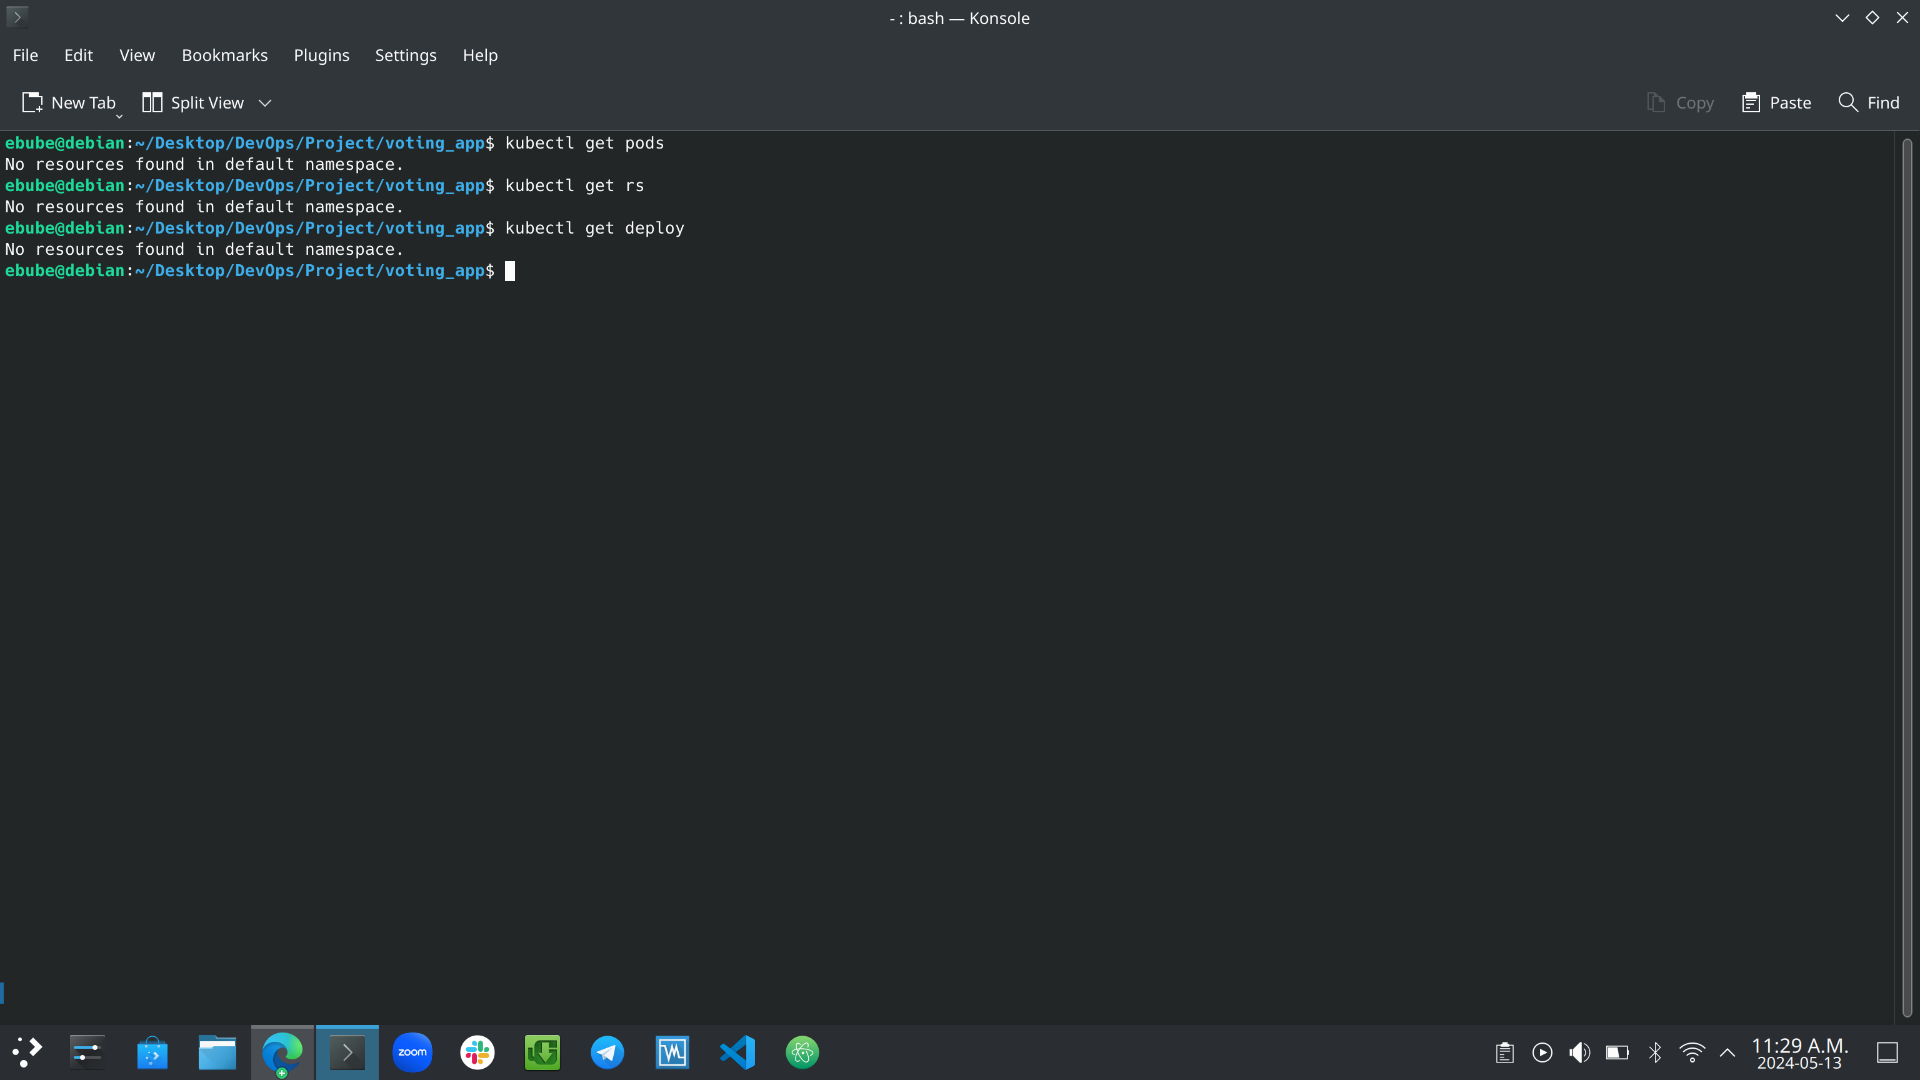 - : bash — Konsole
File Edit View Bookmarks Plugins Settings Help
New Tab Split View Copy Paste Find
ebube@debian:~/Desktop/DevOps/Project/voting_app$ kubectl get pods
No resources found in default namespace.
ebube@debian:~/Desktop/DevOps/Project/voting_app$ kubectl get rs
No resources found in default namespace.
ebube@debian:~/Desktop/DevOps/Project/voting_app$ kubectl get deploy
No resources found in default namespace.
ebube@debian:~/Desktop/DevOps/Project/voting_app$
zoom
11:29 A.M.
2024-05-13